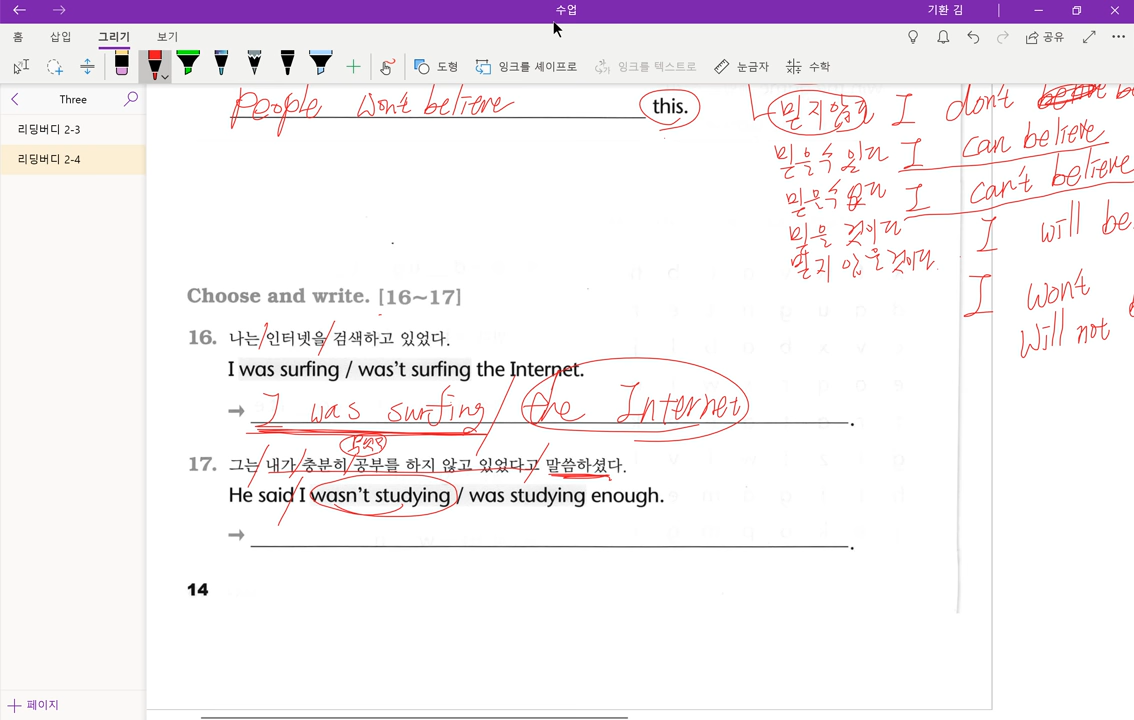 수업
기환 김
홈 삽입 그리기 보기
도형 잉크를 셰이프로 잉크를 텍스트로 눈금자 수학 공유
Three
리딩버디 2-3
리딩버디 2-4
People won't believe this.
믿지않 I don't
믿을수 있다 I can believe
믿을수 없다 I can't believe
믿을 것이다 I will be
믿지 않을것이다.
I won't
will not
Choose and write. [16~17]
16. 나는/인터넷을/검색하고 있었다.
I was surfing / was't surfing the Internet.
➔ I was surfing / the Internet.
17. 그는/내가/충분히/공부를 하지 않고 있었다고/말씀하셨다.
He said/I wasn't studying / was studying enough.
➔ .
14
페이지